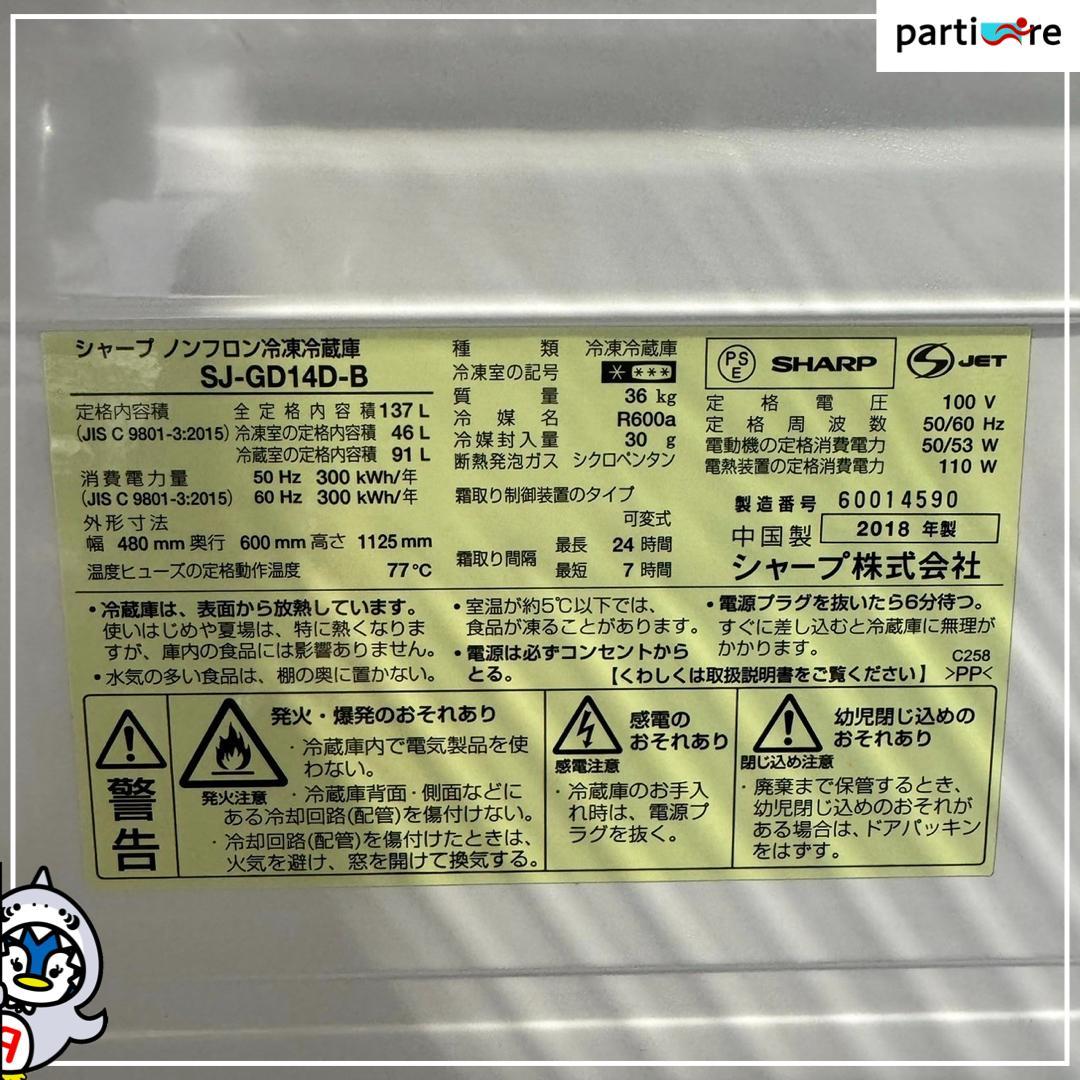 partire
シャープ ノンフロン冷凍冷蔵庫
SJ-GD14D-B
定格内容積 全定格内容積 137 L
(JIS C 9801-3:2015) 冷凍室の定格内容積 46 L
冷蔵室の定格内容積 91 L
消費電力量 50 Hz 300 kWh/年
(JIS C 9801-3:2015) 60 Hz 300 kWh/年
外形寸法
幅 480 mm 奥行 600 mm 高さ 1125 mm
温度ヒューズの定格動作温度 77℃
種類 冷凍冷蔵庫
冷凍室の記号 * ***
質量 36 kg
冷媒名 R600a
冷媒封入量 30 g
断熱発泡ガス シクロペンタン
霜取り制御装置のタイプ
可変式
霜取り間隔 最長 24 時間
最短 7 時間
PSE SHARP JET
定格電圧 100 V
定格周波数 50/60 Hz
電動機の定格消費電力 50/53 W
電熱装置の定格消費電力 110 W
製造番号 60014590
中国製 2018 年製
シャープ株式会社
・冷蔵庫は、表面から放熱しています。
使いはじめや夏場は、特に熱くなりま
すが、庫内の食品には影響ありません。
・水気の多い食品は、棚の奥に置かない。
・室温が約5℃以下では、
食品が凍ることがあります。
・電源は必ずコンセントから
とる。
・電源プラグを抜いたら6分待つ。
すぐに差し込むと冷蔵庫に無理が
かかります。
C258
【くわしくは取扱説明書をご覧ください】 >PP<
警告
発火・爆発のおそれあり
発火注意
・冷蔵庫内で電気製品を使
わない。
・冷蔵庫背面・側面などに
ある冷却回路(配管)を傷付けない。
・冷却回路(配管)を傷付けたときは、
火気を避け、窓を開けて換気する。
感電の
おそれあり
感電注意
・冷蔵庫のお手入
れ時は、電源プ
ラグを抜く。
幼児閉じ込めの
おそれあり
閉じ込め注意
・廃棄まで保管するとき、
幼児閉じ込めのおそれが
ある場合は、ドアパッキン
をはずす。